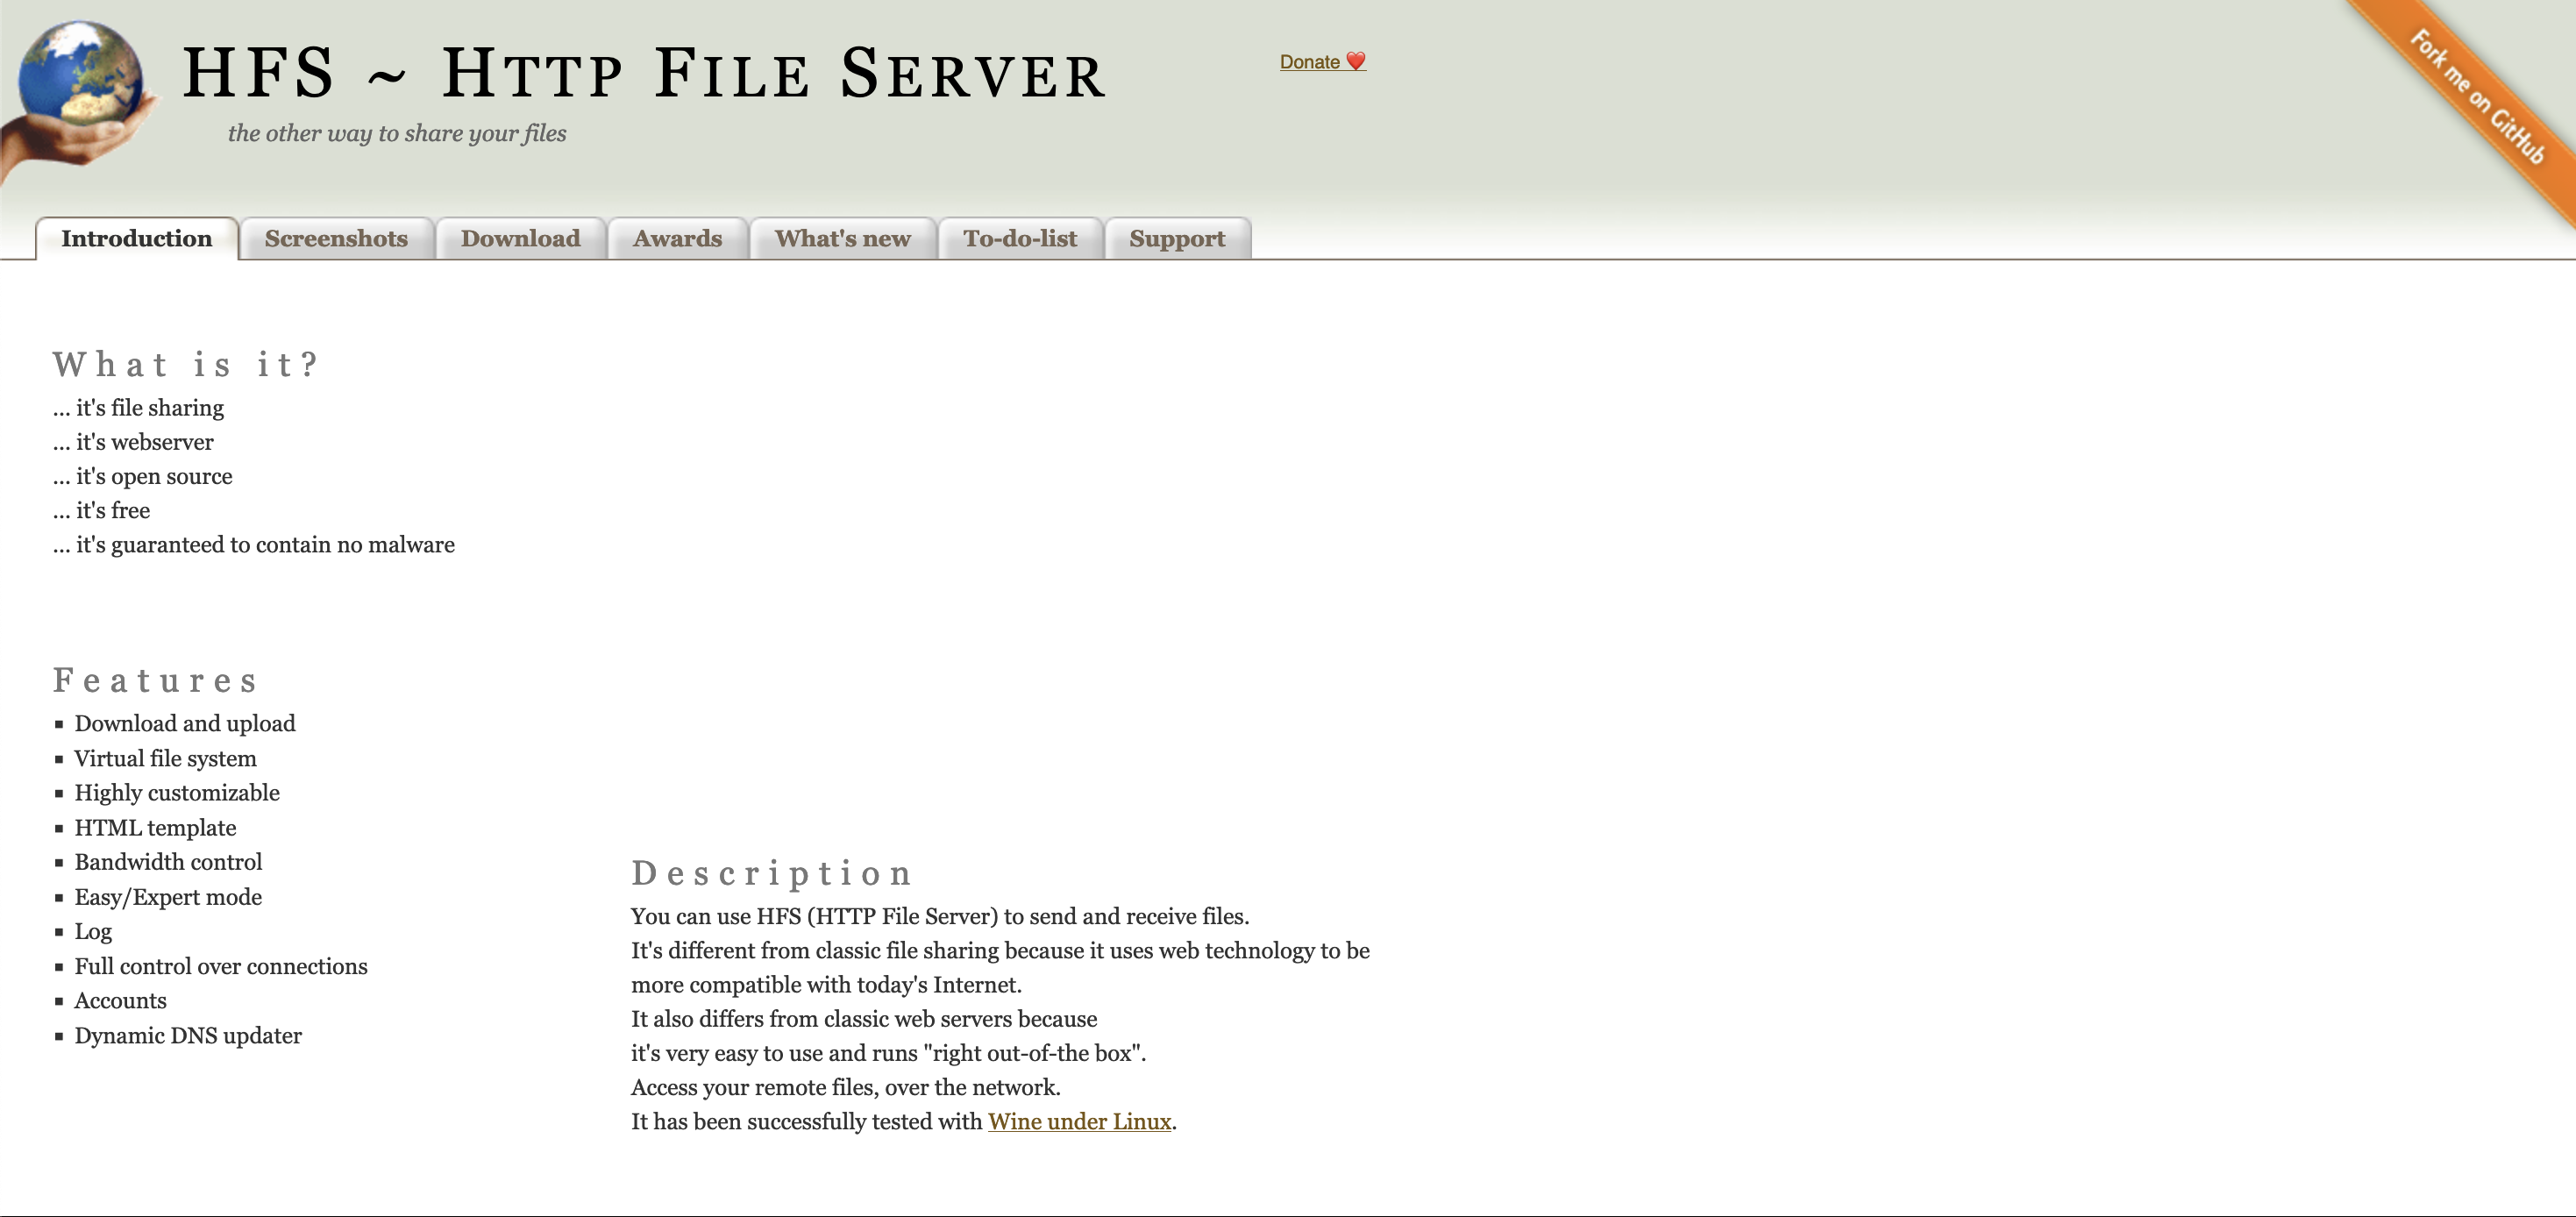 HFS ~ Http File Server
Donate ❤️
Fork me on GitHub
the other way to share your files
Introduction
Screenshots
Download
Awards
What's new
To-do-list
Support
What is it?
... it's file sharing
... it's webserver
... it's open source
... it's free
... it's guaranteed to contain no malware
Features
▪ Download and upload
▪ Virtual file system
▪ Highly customizable
▪ HTML template
▪ Bandwidth control
▪ Easy/Expert mode
▪ Log
▪ Full control over connections
▪ Accounts
▪ Dynamic DNS updater
Description
You can use HFS (HTTP File Server) to send and receive files.
It's different from classic file sharing because it uses web technology to be
more compatible with today's Internet.
It also differs from classic web servers because
it's very easy to use and runs "right out-of-the box".
Access your remote files, over the network.
It has been successfully tested with Wine under Linux.